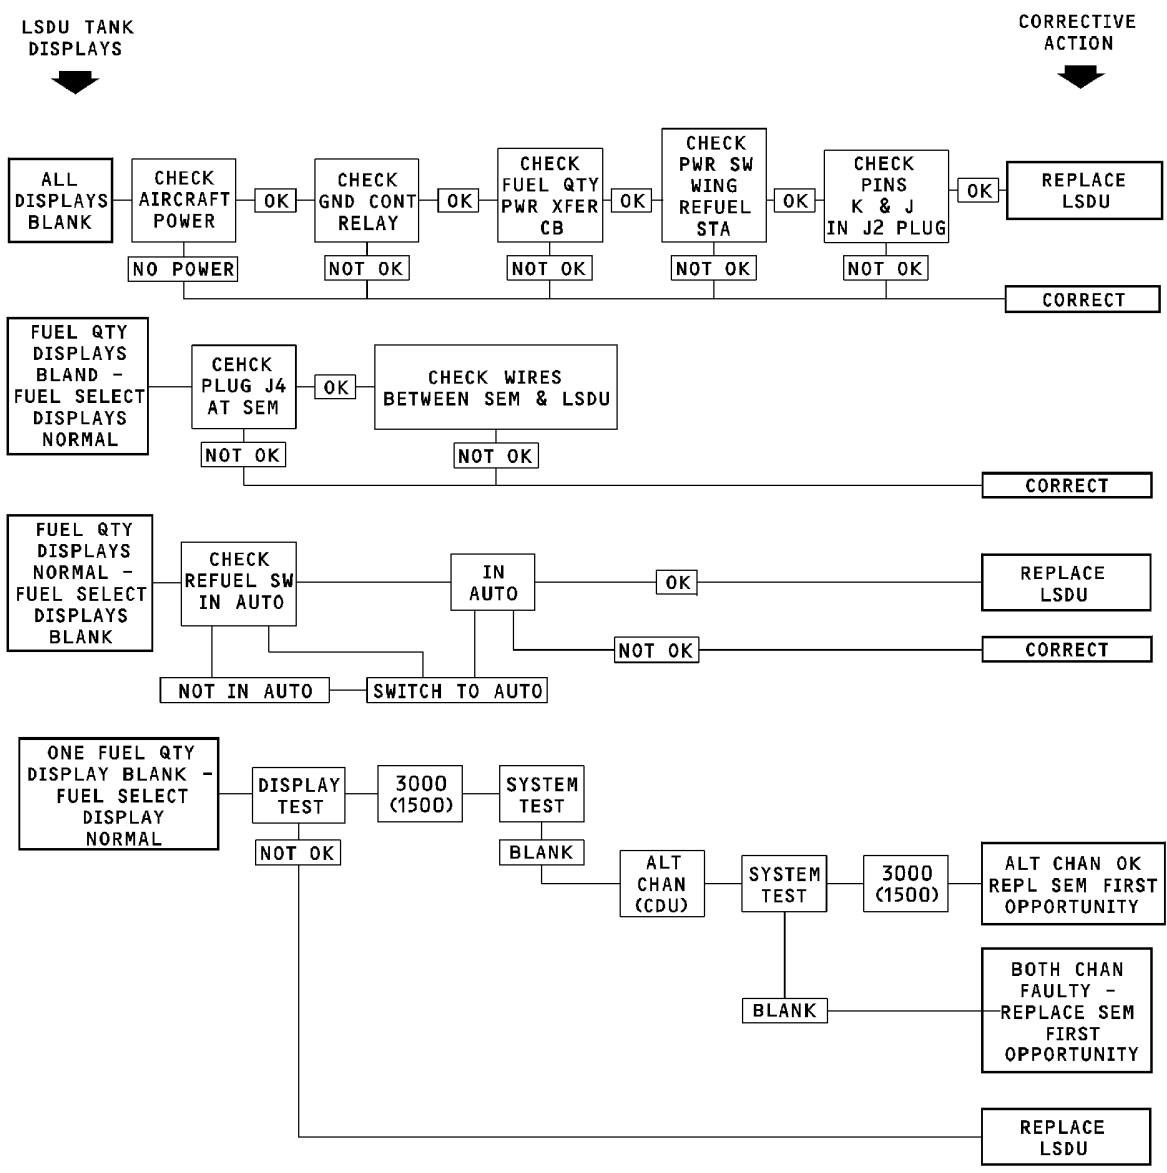 LSDU TANK
DISPLAYS
CORRECTIVE
ACTION
ALL
DISPLAYS
BLANK
CHECK
AIRCRAFT
POWER
OK
CHECK
GND CONT
RELAY
OK
CHECK
FUEL QTY
PWR XFER
CB
OK
CHECK
PWR SW
WING
REFUEL
STA
OK
CHECK
PINS
K & J
IN J2 PLUG
OK
REPLACE
LSDU
NO POWER
NOT OK
NOT OK
NOT OK
NOT OK
CORRECT
FUEL QTY
DISPLAYS
BLAND -
FUEL SELECT
DISPLAYS
NORMAL
CEHCK
PLUG J4
AT SEM
OK
CHECK WIRES
BETWEEN SEM & LSDU
NOT OK
NOT OK
CORRECT
FUEL QTY
DISPLAYS
NORMAL -
FUEL SELECT
DISPLAYS
BLANK
CHECK
REFUEL SW
IN AUTO
IN
AUTO
OK
REPLACE
LSDU
NOT OK
CORRECT
NOT IN AUTO
SWITCH TO AUTO
ONE FUEL QTY
DISPLAY BLANK -
FUEL SELECT
DISPLAY
NORMAL
DISPLAY
TEST
3000
(1500)
SYSTEM
TEST
NOT OK
BLANK
ALT
CHAN
(CDU)
SYSTEM
TEST
3000
(1500)
ALT CHAN OK
REPL SEM FIRST
OPPORTUNITY
BLANK
BOTH CHAN
FAULTY -
REPLACE SEM
FIRST
OPPORTUNITY
REPLACE
LSDU